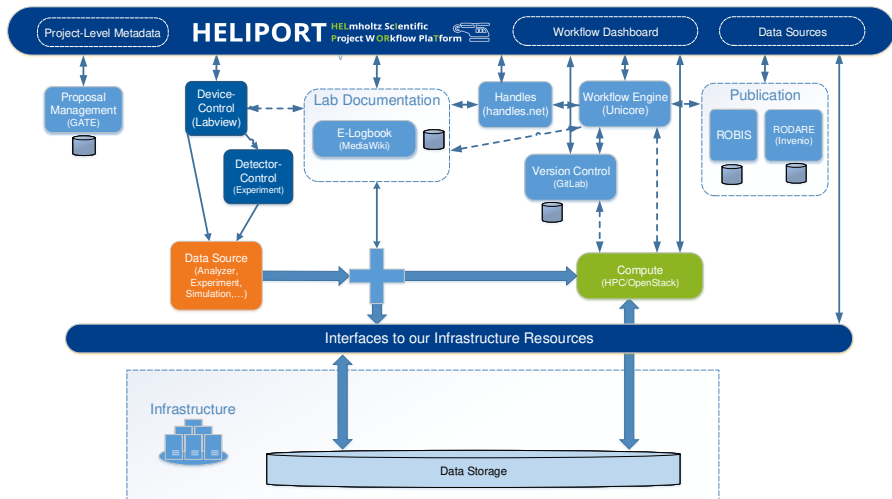 Project-Level Metadata
HELIPORT
HELmholtz ScIentific
Project WORkflow PlaTform
Workflow Dashboard
Data Sources
Proposal
Management
(GATE)
Device-
Control
(Labview)
Detector-
Control
(Experiment)
Lab Documentation
E-Logbook
(MediaWiki)
Handles
(handles.net)
Workflow Engine
(Unicore)
Version Control
(GitLab)
Publication
ROBIS
RODARE
(Invenio)
Data Source
(Analyzer,
Experiment,
Simulation,...)
Compute
(HPC/OpenStack)
Interfaces to our Infrastructure Resources
Infrastructure
Data Storage